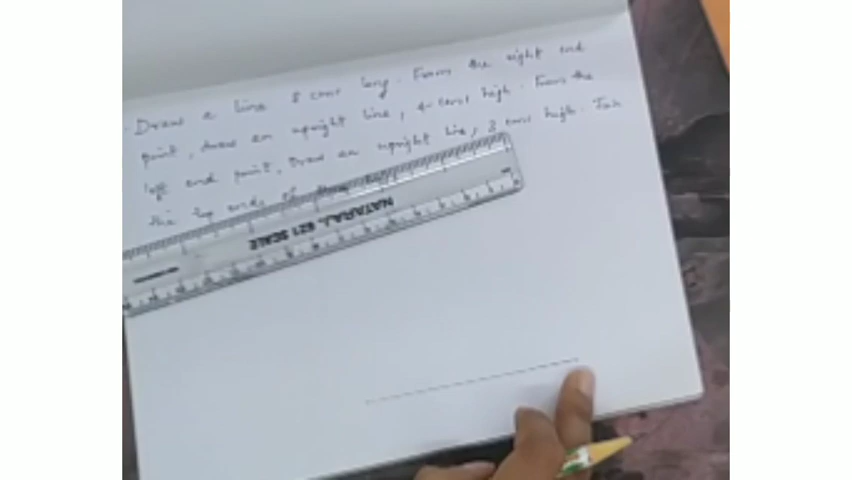 Draw a line 8 cms long. From the right end
point, draw an upright line, 4 cms high. From the
left end point, draw an upright line, 3 cms high. Join
the top ends of these
NATARAJ 621 SCALE